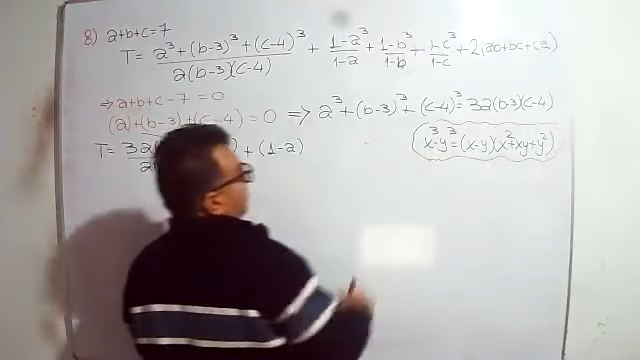 8) a+b+c=7
T= a³+(b-3)³+(c-4)³ / a(b-3)(c-4) + 1-a³ / 1-a + 1-b³ / 1-b + 1-c³ / 1-c + 2(ab+bc+ca)
⇒ a+b+c-7=0
(a)+(b-3)+(c-4)=0 ⇒ a³+(b-3)³+(c-4)³=3a(b-3)(c-4)
T= 3a ) + (1-a)
x³-y³=(x-y)(x²+xy+y²)